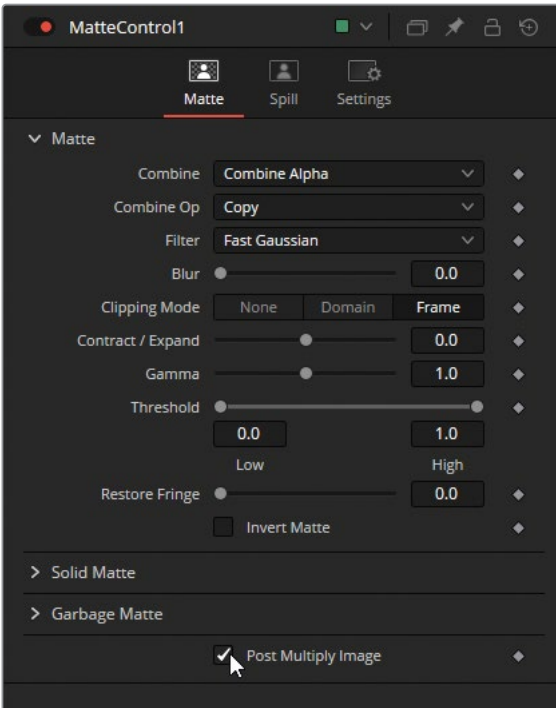 MatteControl1
Matte Spill Settings
Matte
Combine Combine Alpha
Combine Op Copy
Filter Fast Gaussian
Blur 0.0
Clipping Mode None Domain Frame
Contract / Expand 0.0
Gamma 1.0
Threshold
0.0 1.0
Low High
Restore Fringe 0.0
Invert Matte
Solid Matte
Garbage Matte
Post Multiply Image